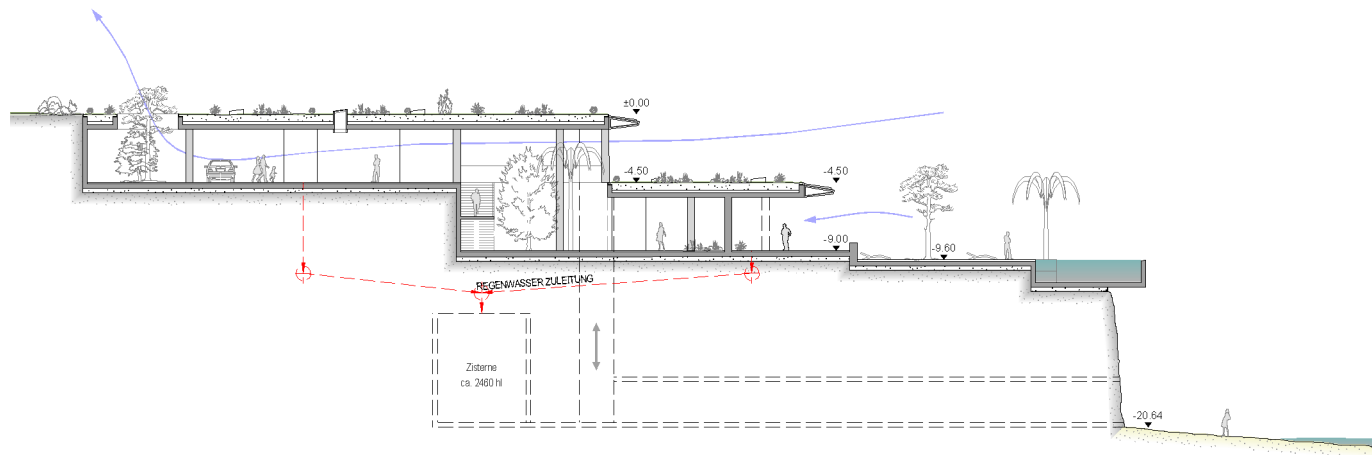 ±0.00
-4.50
-4.50
-9.00
-9.60
REGENWASSER ZULEITUNG
Zisterne
ca. 2460 hl
-20.64